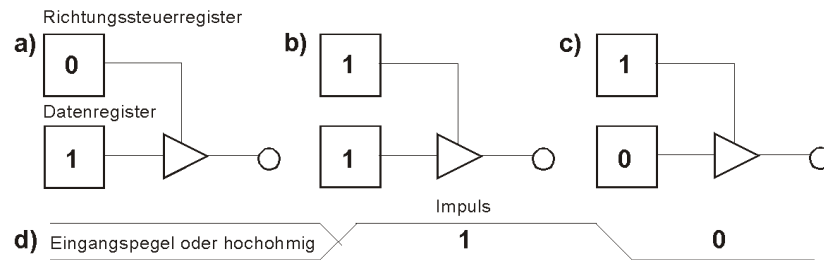 Richtungssteuerregister
a) 0
b) 1
c) 1
Datenregister
1
1
0
Impuls
d) Eingangspegel oder hochohmig 1 0